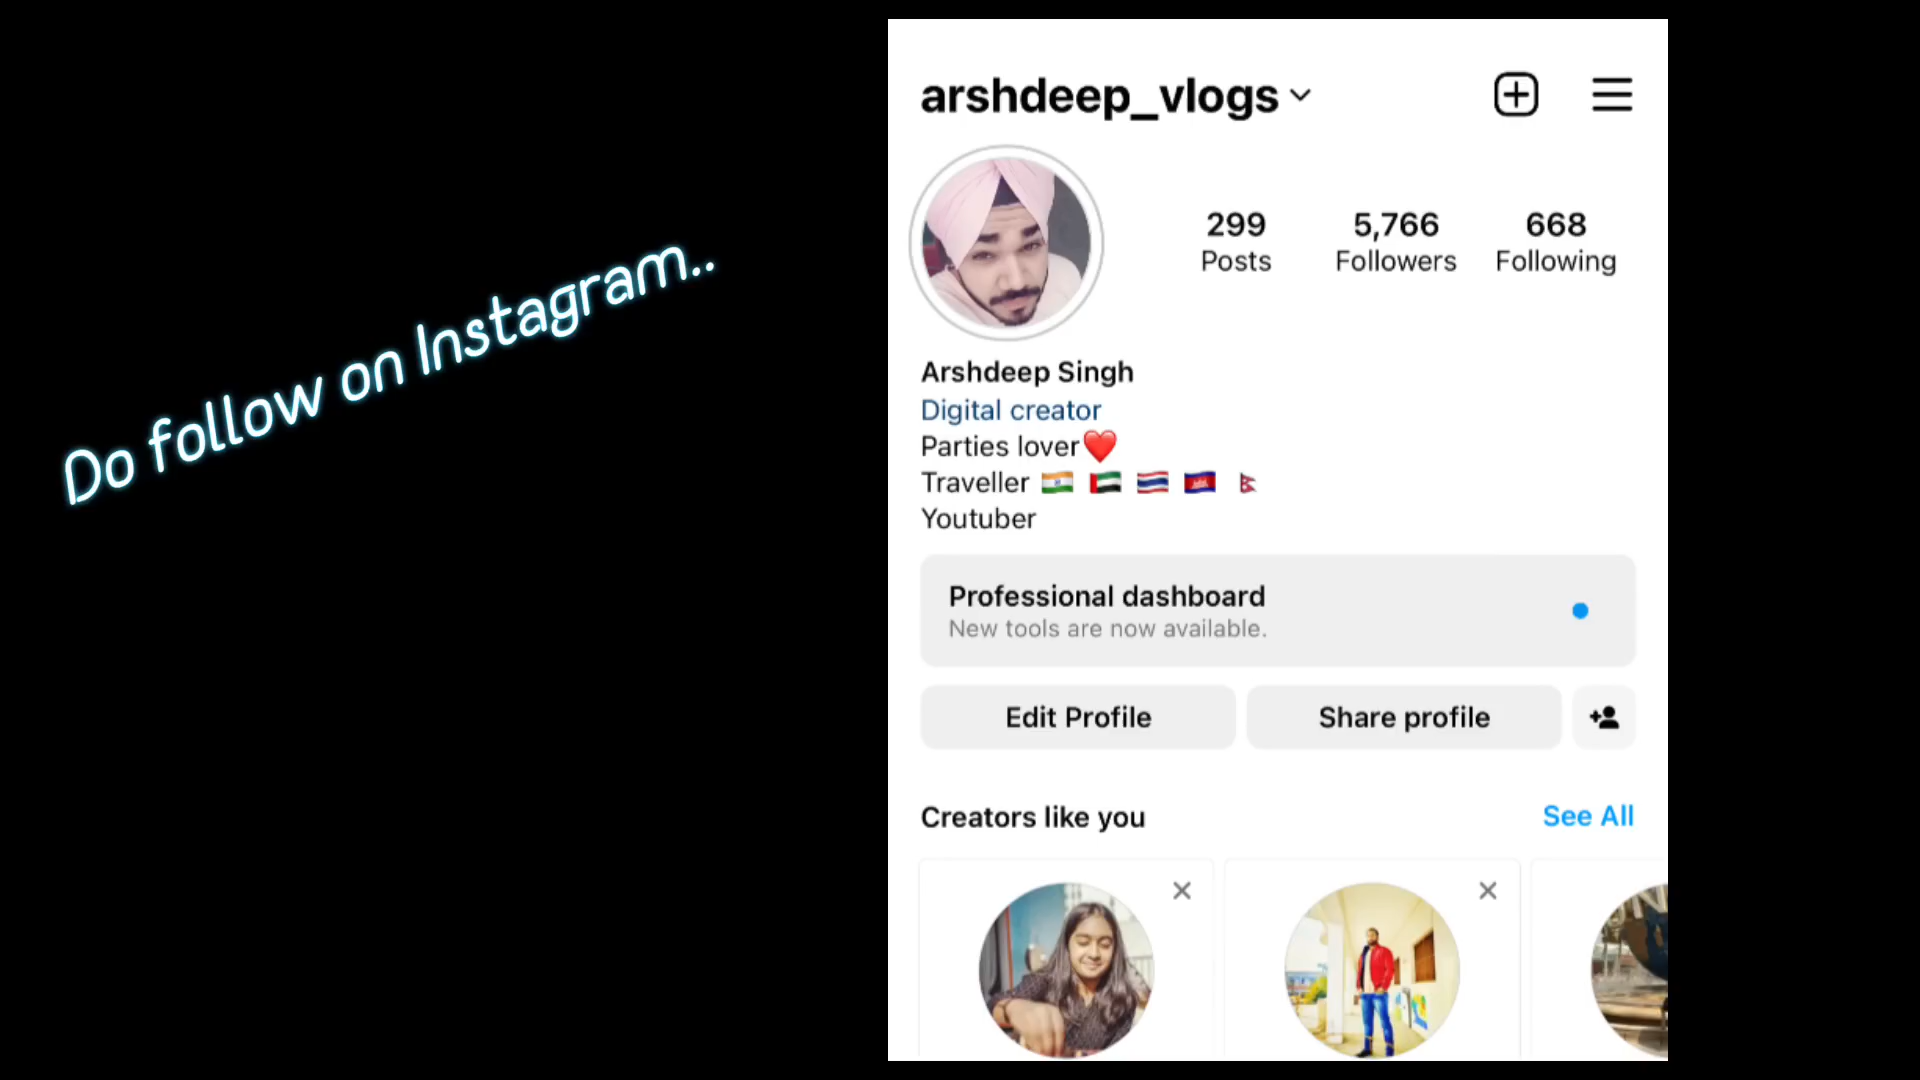 Do follow on Instagram..
arshdeep_vlogs
299 5,766 668
Posts Followers Following
Arshdeep Singh
Digital creator
Parties lover❤️
Traveller 🇮🇳 🇦🇪 🇹🇭 🇰🇭 🇳🇵
Youtuber
Professional dashboard
New tools are now available.
Edit Profile Share profile
Creators like you See All